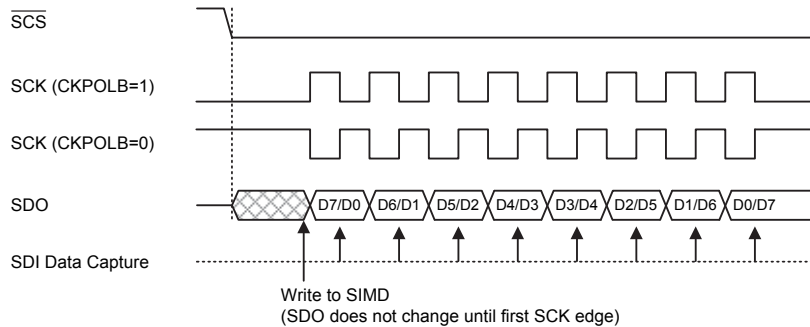 SCS
SCK (CKPOLB=1)
SCK (CKPOLB=0)
SDO
D7/D0 D6/D1 D5/D2 D4/D3 D3/D4 D2/D5 D1/D6 D0/D7
SDI Data Capture
Write to SIMD
(SDO does not change until first SCK edge)